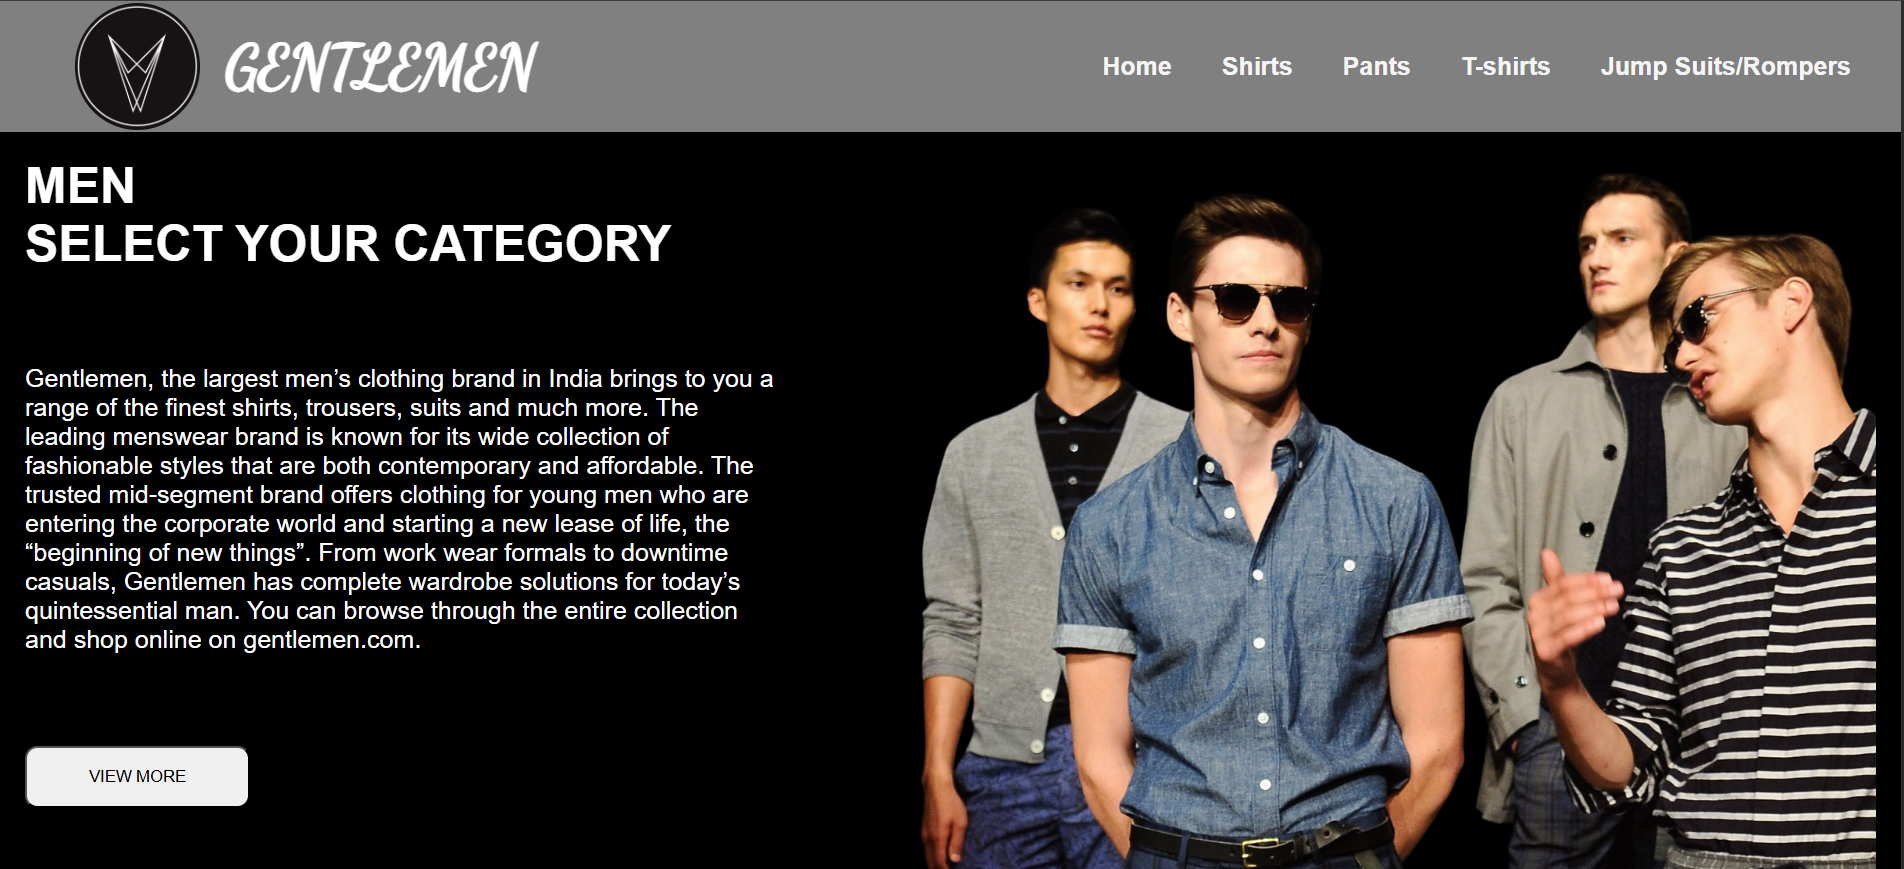 GENTLEMEN
Home Shirts Pants T-shirts Jump Suits/Rompers
MEN
SELECT YOUR CATEGORY
Gentlemen, the largest men’s clothing brand in India brings to you a
range of the finest shirts, trousers, suits and much more. The
leading menswear brand is known for its wide collection of
fashionable styles that are both contemporary and affordable. The
trusted mid-segment brand offers clothing for young men who are
entering the corporate world and starting a new lease of life, the
“beginning of new things”. From work wear formals to downtime
casuals, Gentlemen has complete wardrobe solutions for today’s
quintessential man. You can browse through the entire collection
and shop online on gentlemen.com.
VIEW MORE